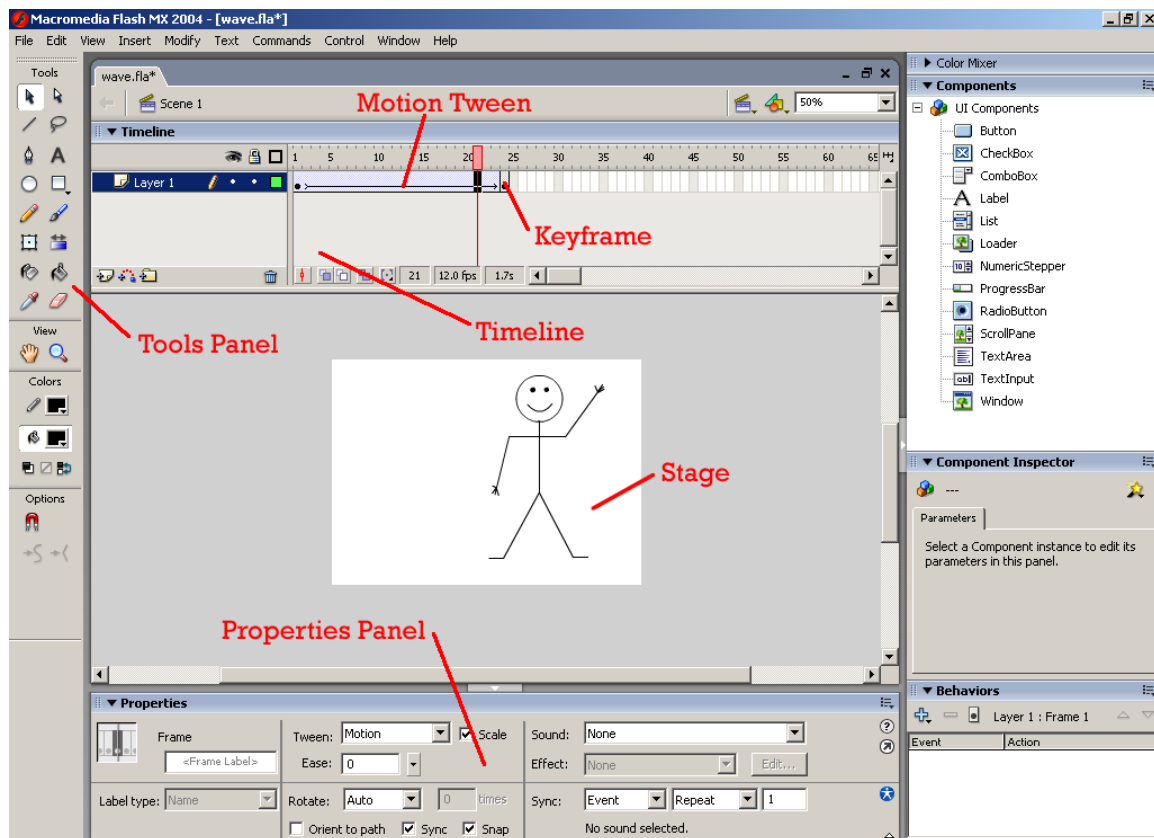 Macromedia Flash MX 2004 - [wave.fla*]
File Edit View Insert Modify Text Commands Control Window Help
Tools
View
Colors
Options
wave.fla*
Scene 1
50%
Motion Tween
Timeline
1 5 10 15 20 25 30 35 40 45 50 55 60 65
Layer 1
Keyframe
21 12.0 fps 1.7s
Tools Panel
Timeline
Stage
Properties Panel
Properties
Frame
<Frame Label>
Label type: Name
Tween: Motion Scale
Ease: 0
Rotate: Auto 0 times
Orient to path Sync Snap
Sound: None
Effect: None Edit...
Sync: Event Repeat 1
No sound selected.
Color Mixer
Components
UI Components
Button
CheckBox
ComboBox
Label
List
Loader
NumericStepper
ProgressBar
RadioButton
ScrollPane
TextArea
TextInput
Window
Component Inspector
---
Parameters
Select a Component instance to edit its
parameters in this panel.
Behaviors
Layer 1 : Frame 1
Event Action